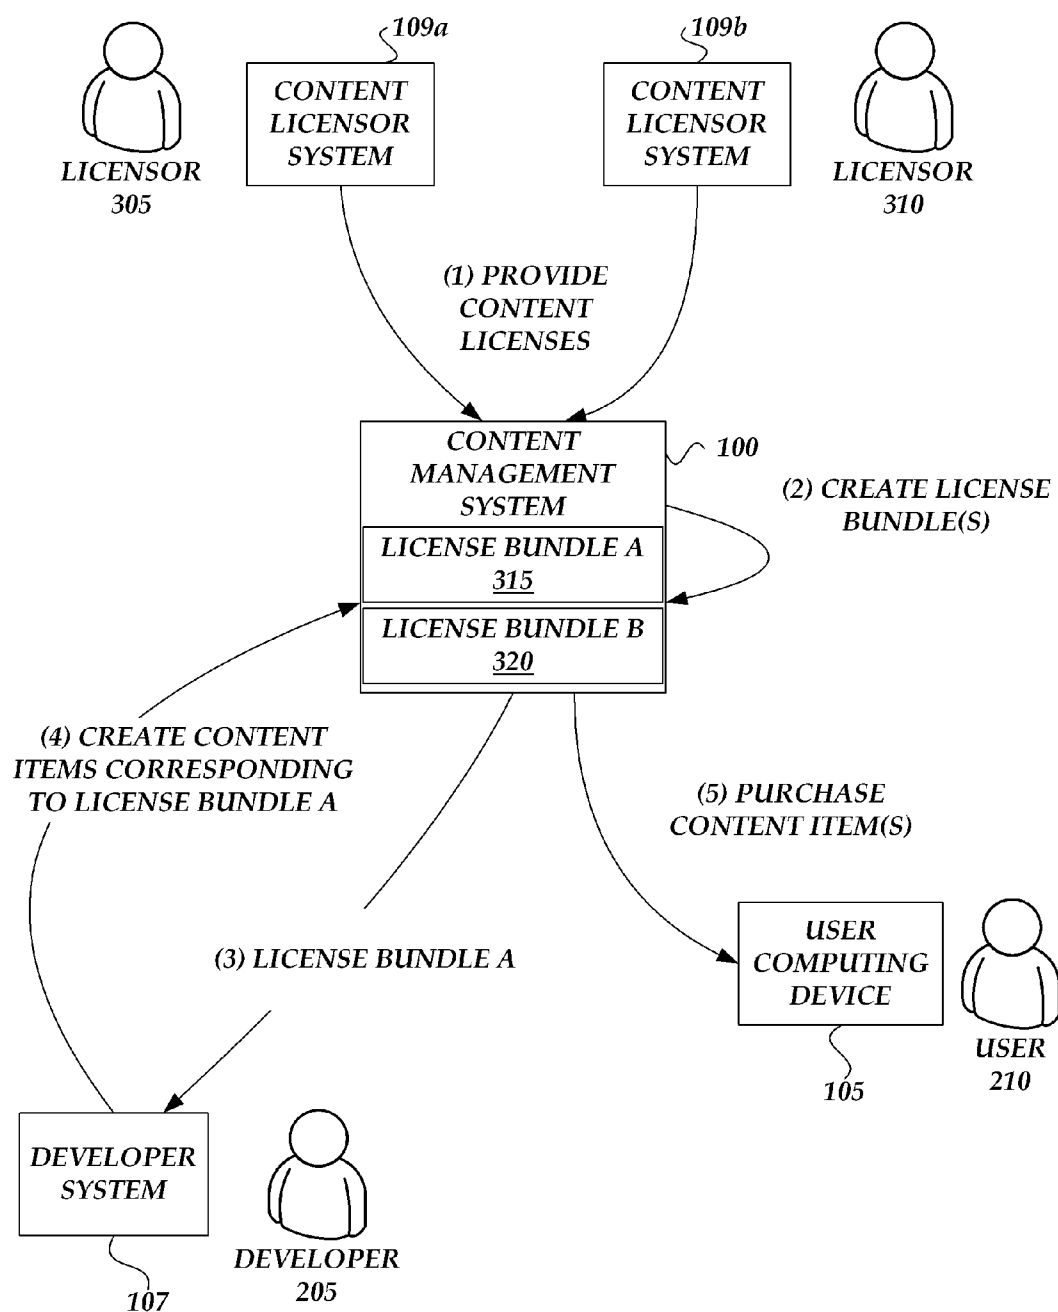 109a
109b
CONTENT
LICENSOR
SYSTEM
CONTENT
LICENSOR
SYSTEM
LICENSOR
305
LICENSOR
310
(1) PROVIDE
CONTENT
LICENSES
CONTENT
MANAGEMENT
SYSTEM
100
(2) CREATE LICENSE
BUNDLE(S)
LICENSE BUNDLE A
315
LICENSE BUNDLE B
320
(4) CREATE CONTENT
ITEMS CORRESPONDING
TO LICENSE BUNDLE A
(5) PURCHASE
CONTENT ITEM(S)
(3) LICENSE BUNDLE A
USER
COMPUTING
DEVICE
USER
210
105
DEVELOPER
SYSTEM
DEVELOPER
205
107